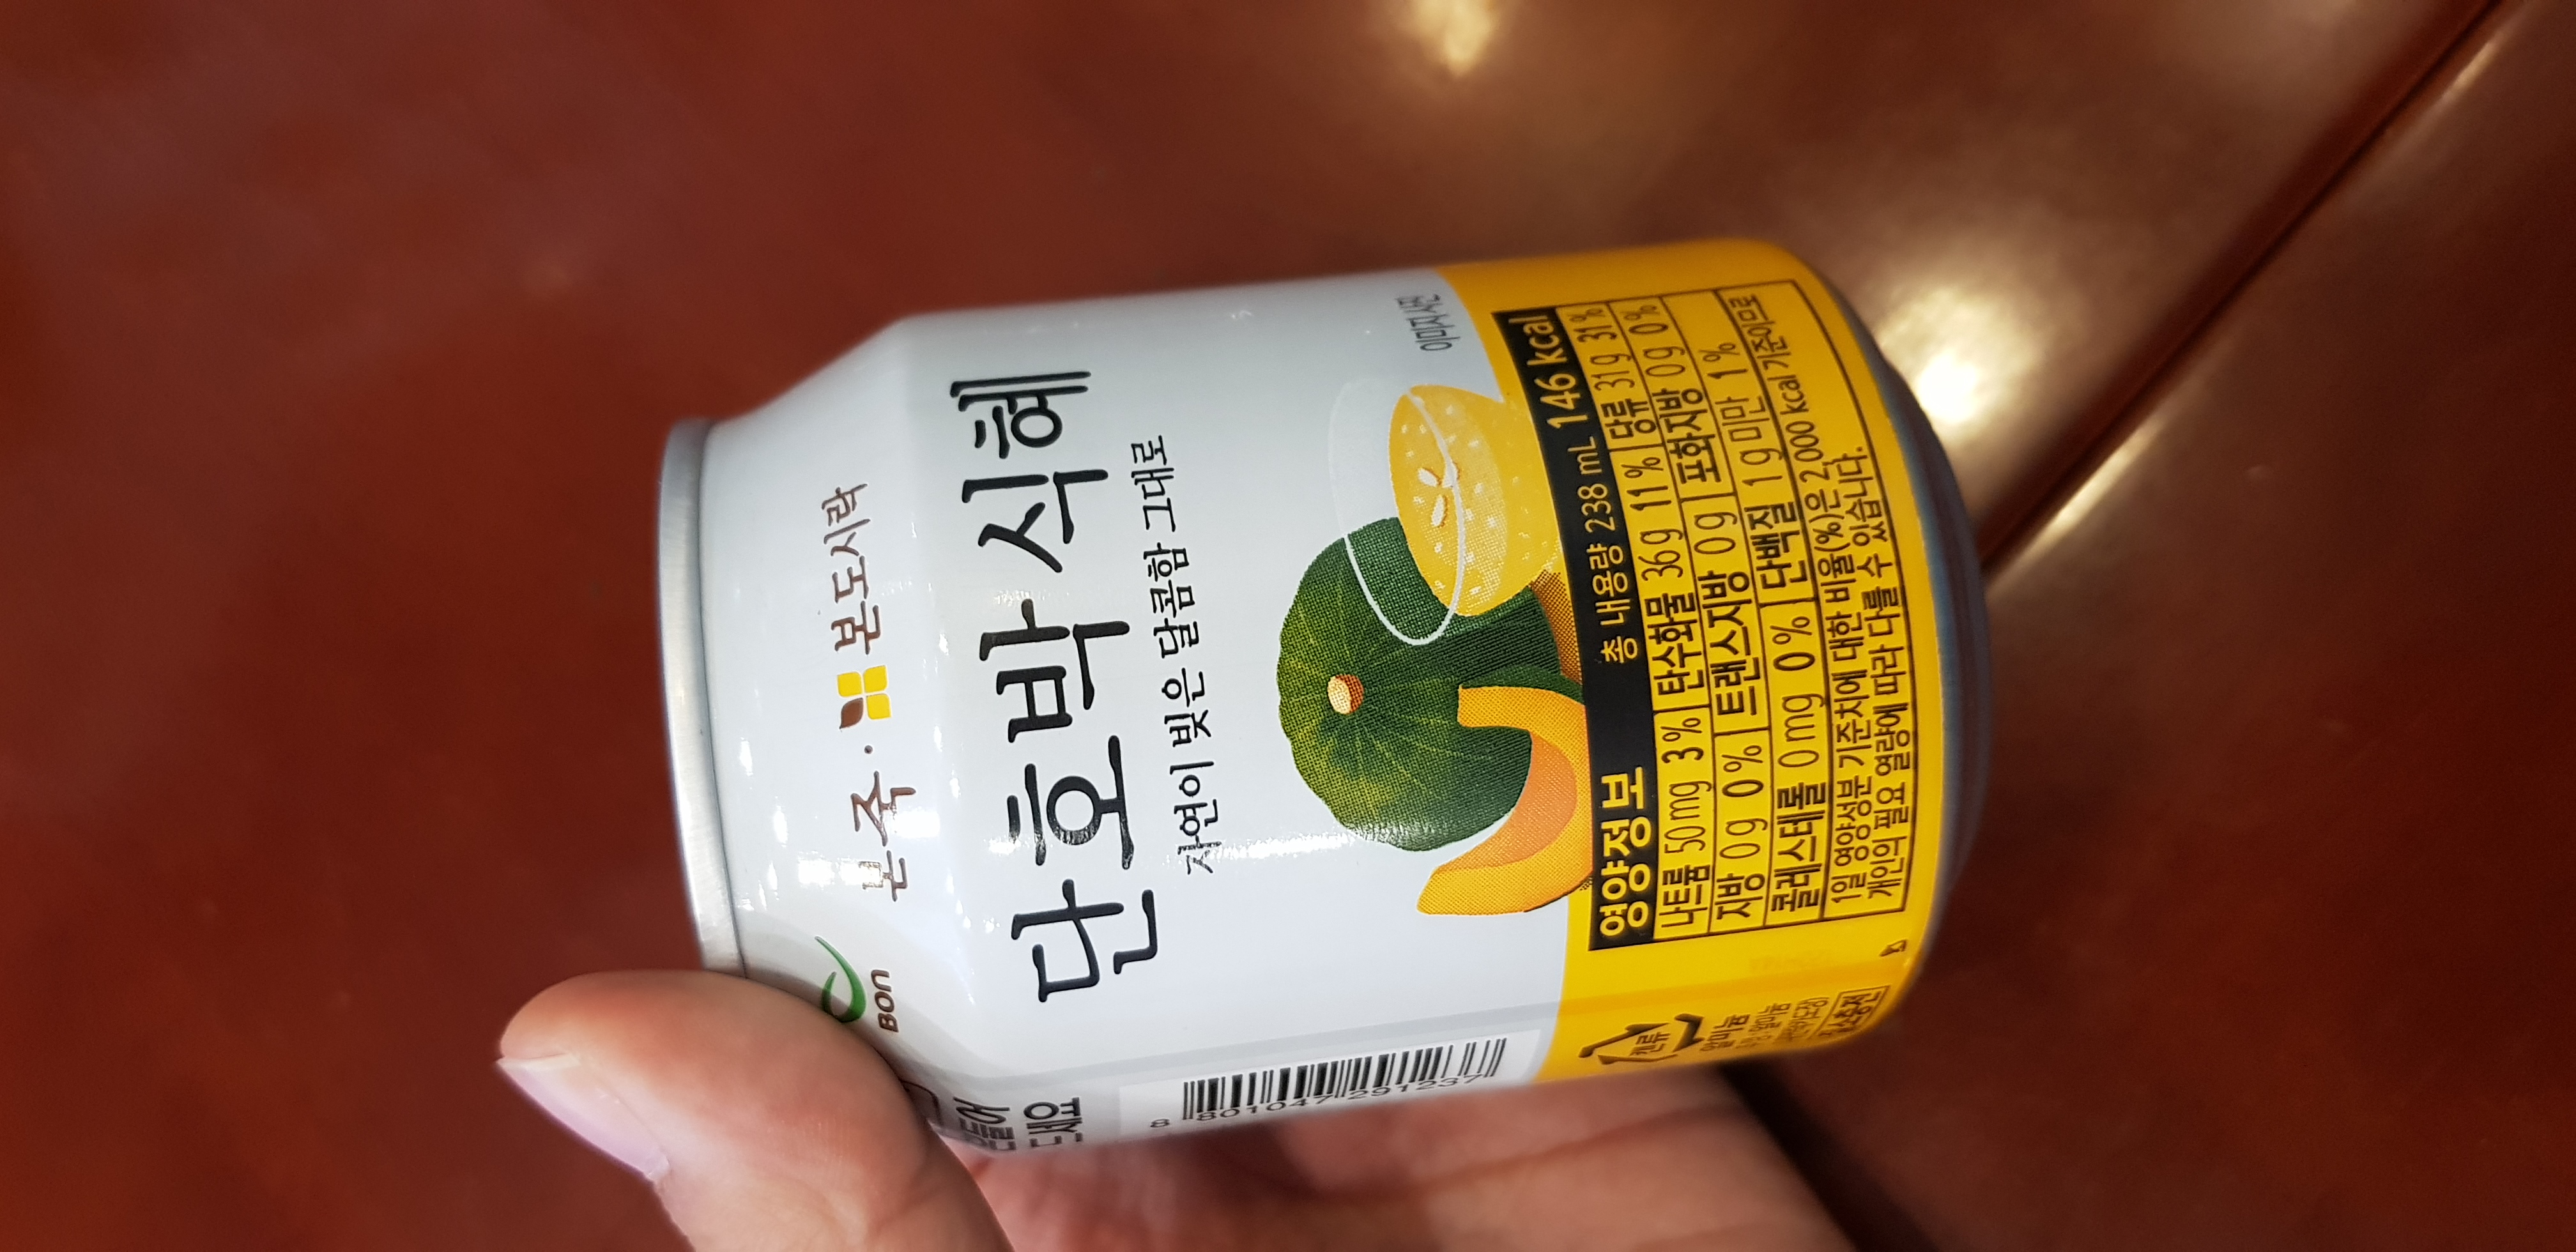 본죽 · 본도시락
BON
단호박 식혜
자연이 빚은 달콤함 그대로
이미지사진
영양정보 총 내용량 238 mL 146 kcal
나트륨 50 mg 3 % 탄수화물 36 g 11 % 당류 31 g 31 %
지방 0 g 0 % 트랜스지방 0 g 포화지방 0 g 0 %
콜레스테롤 0 mg 0 % 단백질 1 g 미만 1 %
1일 영양성분 기준치에 대한 비율(%)은 2,000 kcal 기준이므로
개인의 필요 열량에 따라 다를 수 있습니다.
8 801047 291237
캔류
알미늄